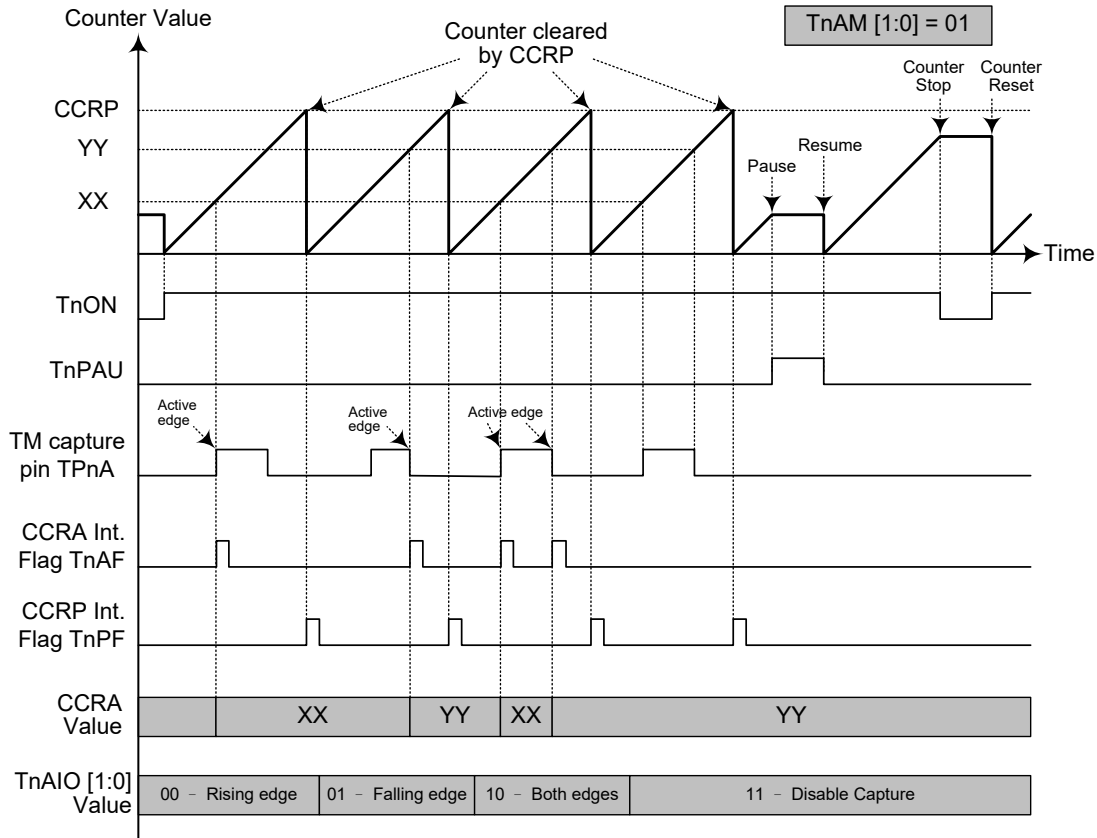 Counter Value
TnAM [1:0] = 01
Counter cleared
by CCRP
Counter
Stop
Counter
Reset
CCRP
YY
XX
Pause
Resume
Time
TnON
TnPAU
Active
edge
Active
edge
Active edge
TM capture
pin TPnA
CCRA Int.
Flag TnAF
CCRP Int.
Flag TnPF
CCRA
Value
XX
YY
XX
YY
TnAIO [1:0]
Value
00 - Rising edge
01 - Falling edge
10 - Both edges
11 - Disable Capture